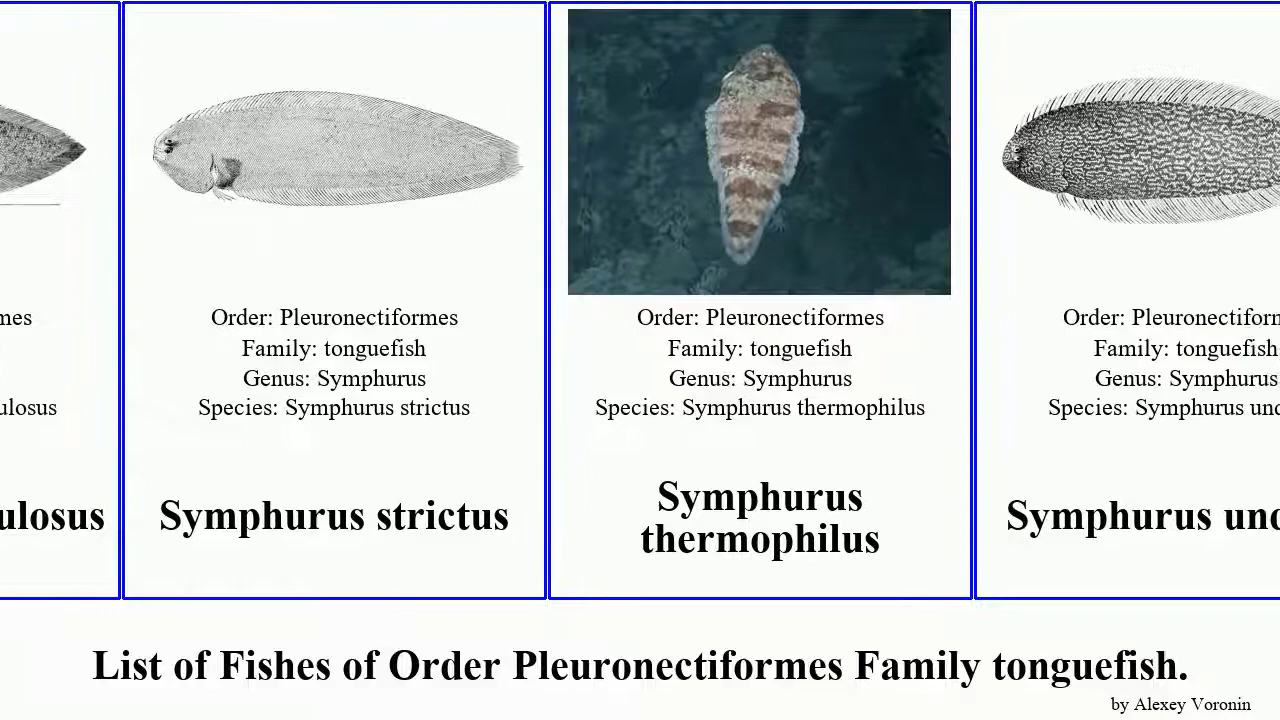 mes
ulosus
ulosus
Order: Pleuronectiformes
Family: tonguefish
Genus: Symphurus
Species: Symphurus strictus
Symphurus strictus
Order: Pleuronectiformes
Family: tonguefish
Genus: Symphurus
Species: Symphurus thermophilus
Symphurus
thermophilus
Order: Pleuronectiform
Family: tonguefish
Genus: Symphurus
Species: Symphurus und
Symphurus und
List of Fishes of Order Pleuronectiformes Family tonguefish.
by Alexey Voronin